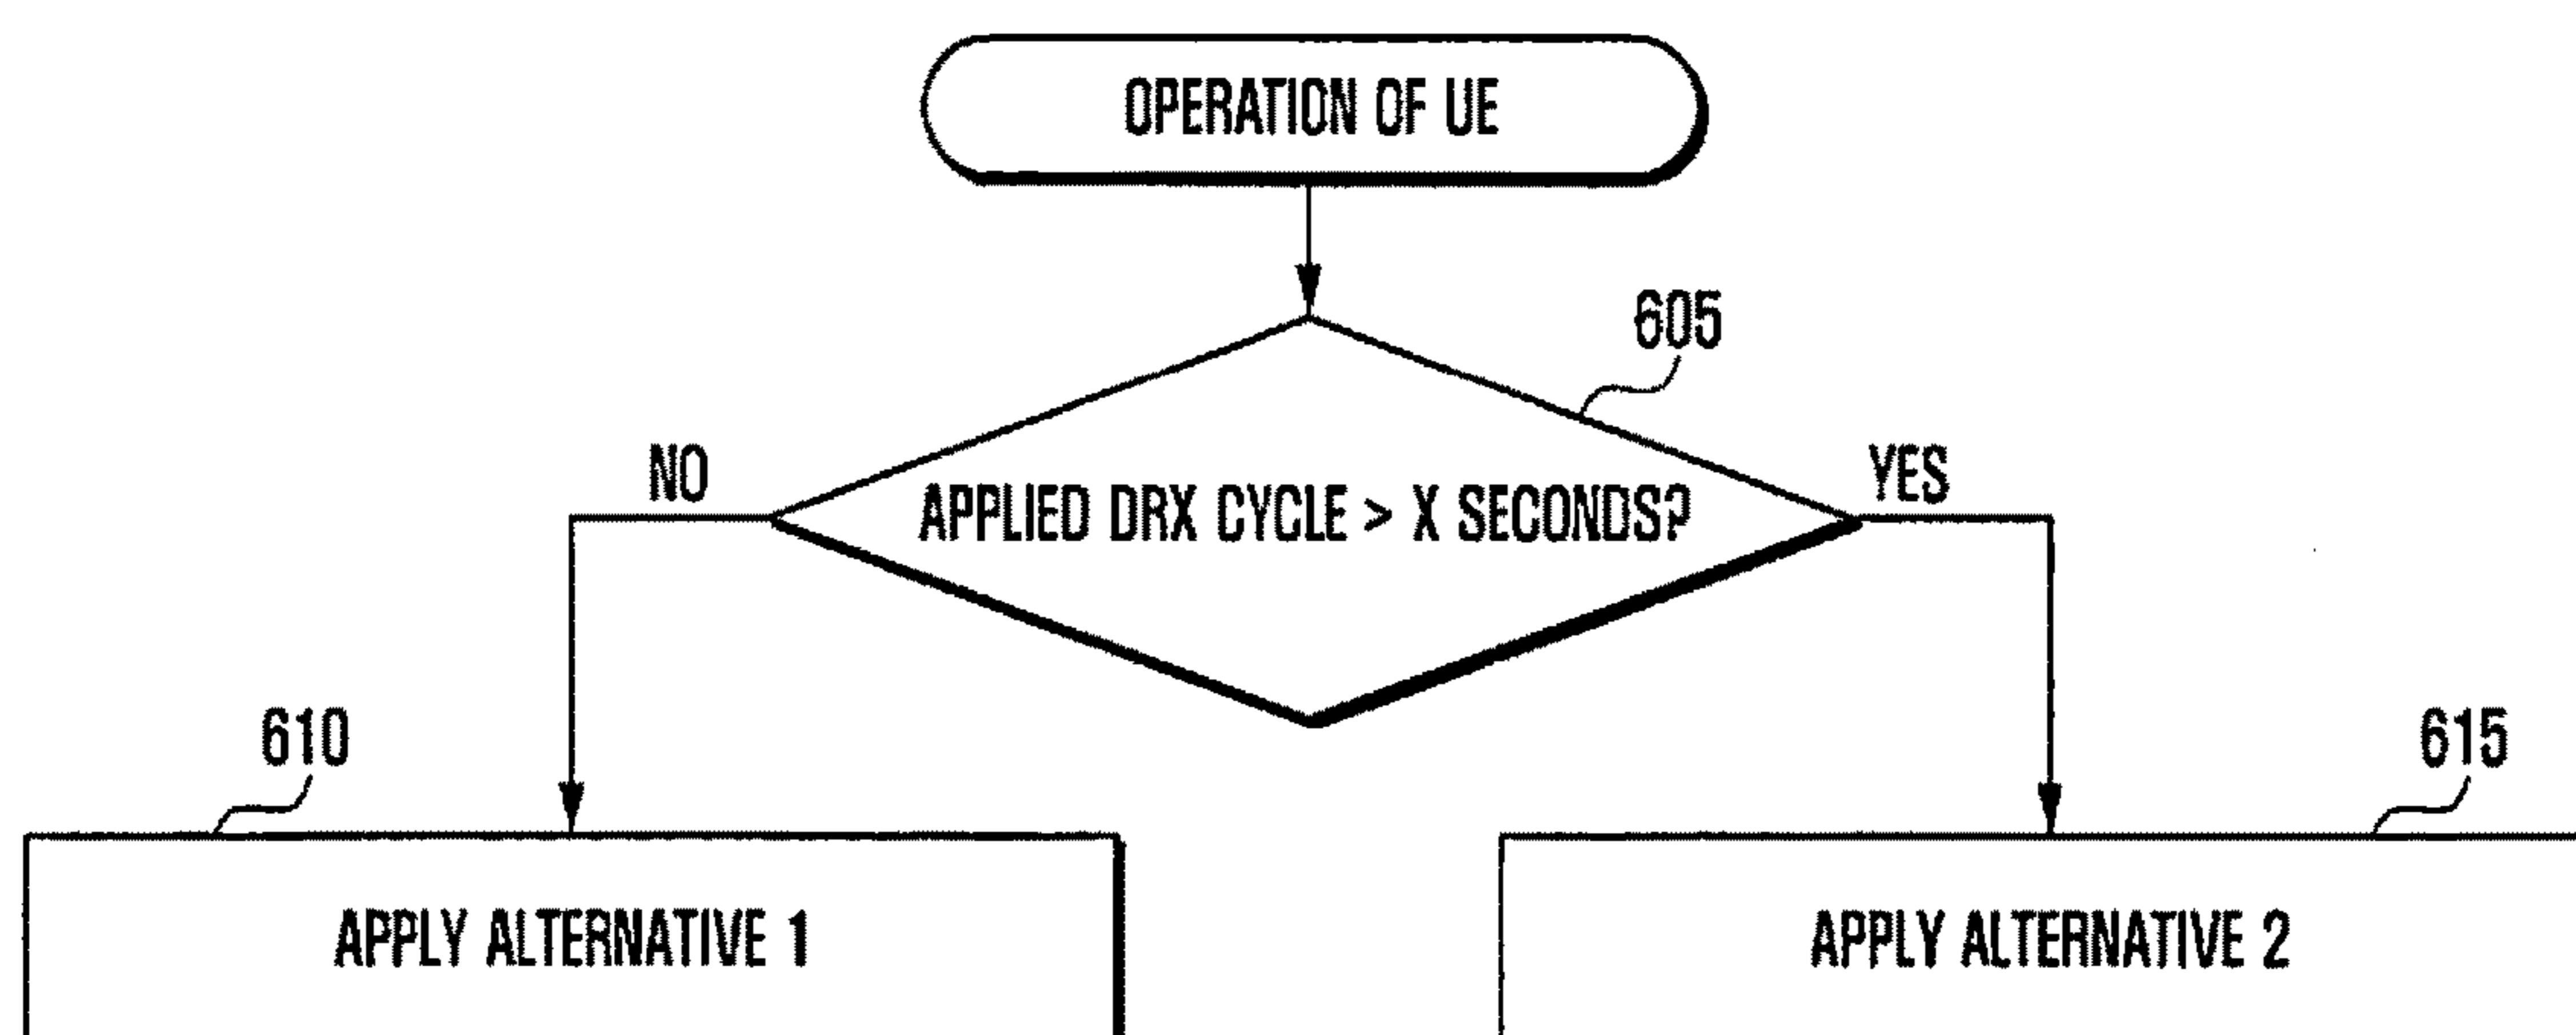 OPERATION OF UE
605
NO
YES
APPLIED DRX CYCLE > X SECONDS?
610
615
APPLY ALTERNATIVE 1
APPLY ALTERNATIVE 2